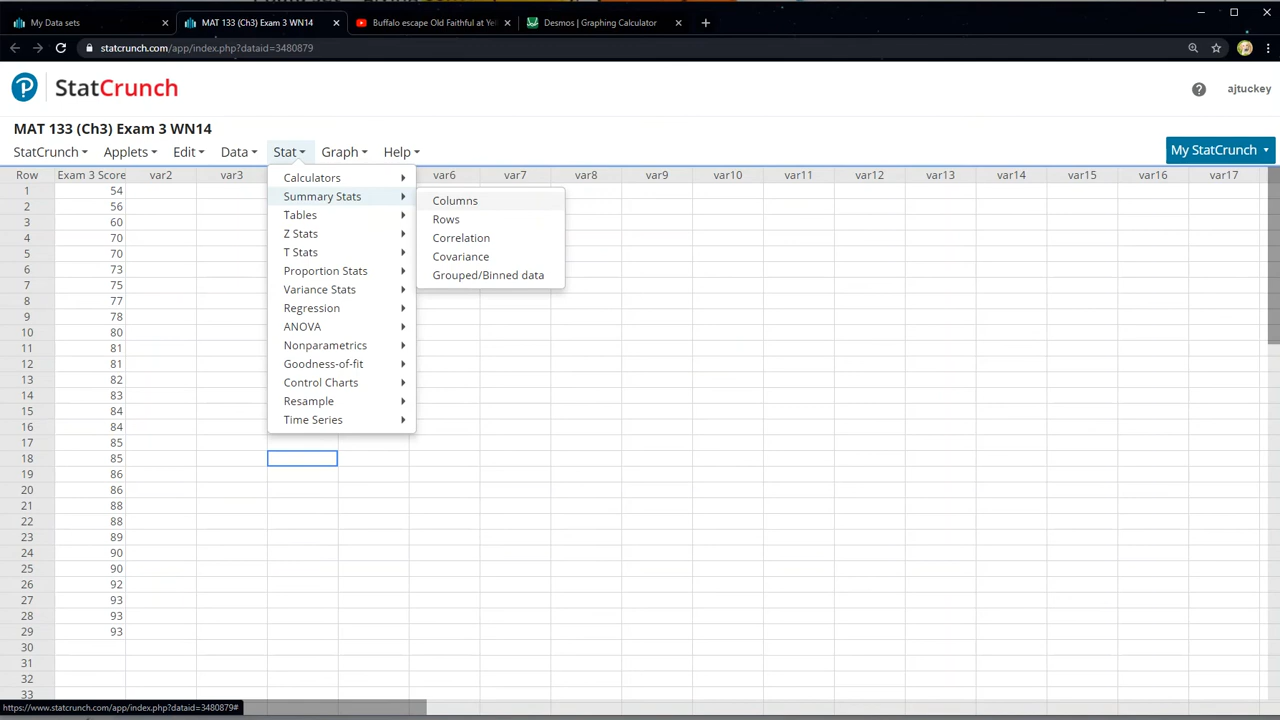 My Data sets
MAT 133 (Ch3) Exam 3 WN14
Buffalo escape Old Faithful at Yel
Desmos | Graphing Calculator
statcrunch.com/app/index.php?dataid=3480879
StatCrunch
ajtuckey
MAT 133 (Ch3) Exam 3 WN14
StatCrunch Applets Edit Data Stat Graph Help
My StatCrunch
Row Exam 3 Score var2 var3 var6 var7 var8 var9 var10 var11 var12 var13 var14 var15 var16 var17
Calculators
Summary Stats
Tables
Z Stats
T Stats
Proportion Stats
Variance Stats
Regression
ANOVA
Nonparametrics
Goodness-of-fit
Control Charts
Resample
Time Series
Columns
Rows
Correlation
Covariance
Grouped/Binned data
1 54
2 56
3 60
4 70
5 70
6 73
7 75
8 77
9 78
10 80
11 81
12 81
13 82
14 83
15 84
16 84
17 85
18 85
19 86
20 86
21 88
22 88
23 89
24 90
25 90
26 92
27 93
28 93
29 93
30
31
32
33
https://www.statcrunch.com/app/index.php?dataid=3480879#